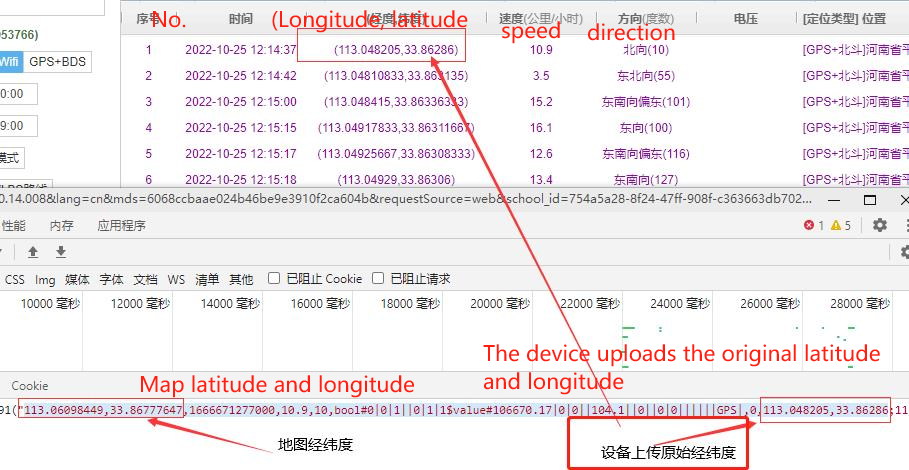 序号 No. 时间 (经度,纬度) (Longitude, latitude 速度(公里/小时) speed 方向(度数) direction 电压 [定位类型] 位置
53766)
1 2022-10-25 12:14:37 (113.048205,33.86286) 10.9 北向(10) [GPS+北斗]河南省平
Wifi GPS+BDS
2 2022-10-25 12:14:42 (113.04810833,33.863135) 3.5 东北向(55) [GPS+北斗]河南省平
0:00
3 2022-10-25 12:15:00 (113.048415,33.86336333) 15.2 东南向偏东(101) [GPS+北斗]河南省平
9:00
4 2022-10-25 12:15:15 (113.04917833,33.86311667) 16.1 东向(100) [GPS+北斗]河南省平
模式
5 2022-10-25 12:15:17 (113.04925667,33.86308333) 12.6 东南向偏东(116) [GPS+北斗]河南省平
6 2022-10-25 12:15:18 (113.04929,33.86306) 13.4 东南向(127) [GPS+北斗]河南省平
0.14.008&lang=cn&mds=6068ccbaae024b46be9e3910f2ca604b&requestSource=web&school_id=754a5a28-8f24-47ff-908f-c363663db702...
性能 内存 应用程序 1 5
CSS Img 媒体 字体 文档 WS 清单 其他 已阻止 Cookie 已阻止请求
10000 毫秒 12000 毫秒 14000 毫秒 16000 毫秒 18000 毫秒 20000 毫秒 22000 毫秒 24000 毫秒 26000 毫秒 28000 毫秒
The device uploads the original latitude
and longitude
Cookie
Map latitude and longitude
91("113.06098449,33.86777647,1666671277000,10.9,10,bool#0|0|1||0|1|1$value#106670.17|0|0||104.1||0||0|0||||||GPS|,0,113.048205,33.86286;11
地图经纬度
设备上传原始经纬度